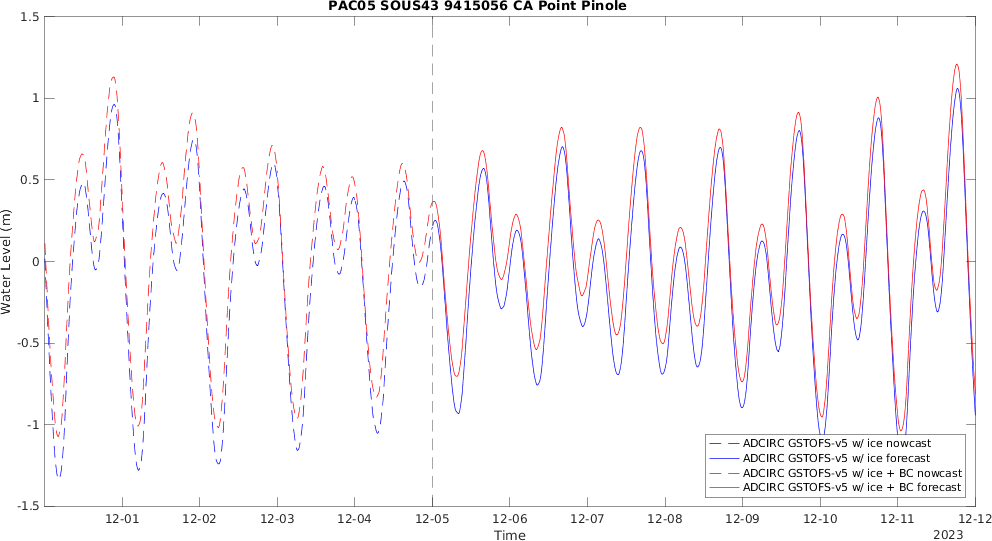 PAC05 SOUS43 9415056 CA Point Pinole
1.5
1
0.5
0
-0.5
-1
-1.5
Water Level (m)
12-01 12-02 12-03 12-04 12-05 12-06 12-07 12-08 12-09 12-10 12-11 12-12
Time
2023
ADCIRC GSTOFS-v5 w/ ice nowcast
ADCIRC GSTOFS-v5 w/ ice forecast
ADCIRC GSTOFS-v5 w/ ice + BC nowcast
ADCIRC GSTOFS-v5 w/ ice + BC forecast